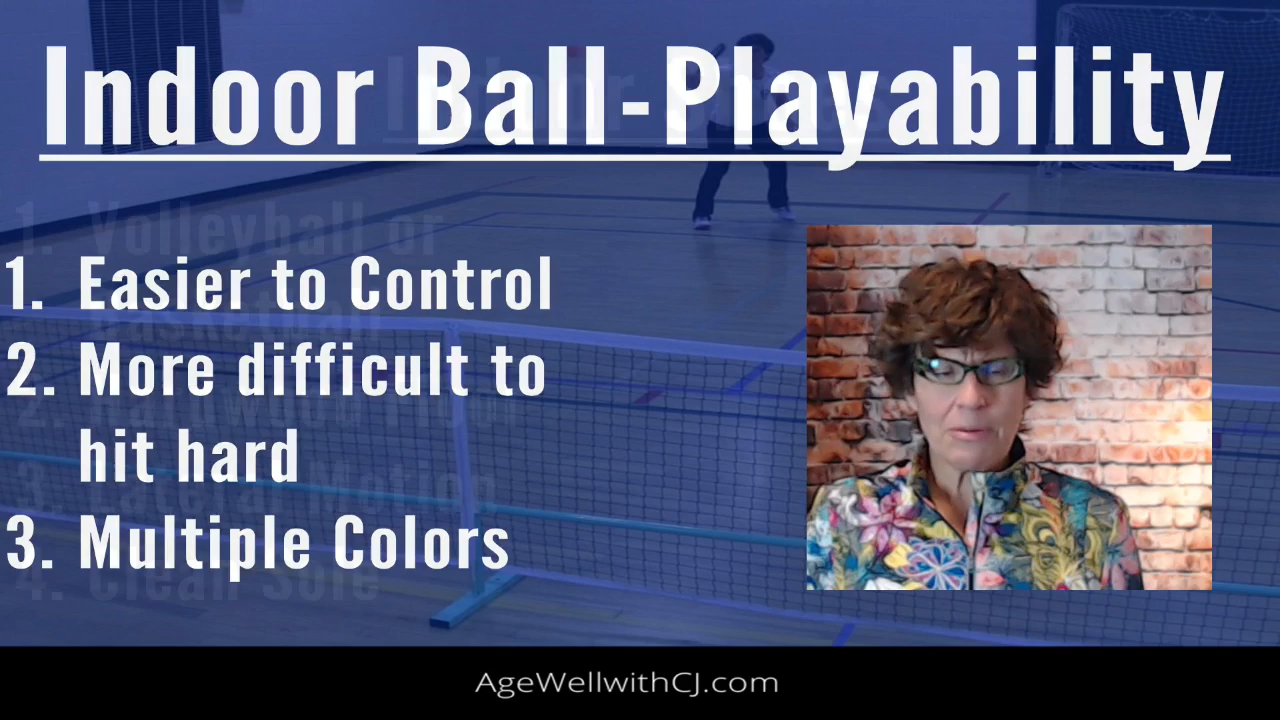 Indoor Ball-Playability
1. Easier to Control
2. More difficult to
hit hard
3. Multiple Colors
AgeWellwithCJ.com